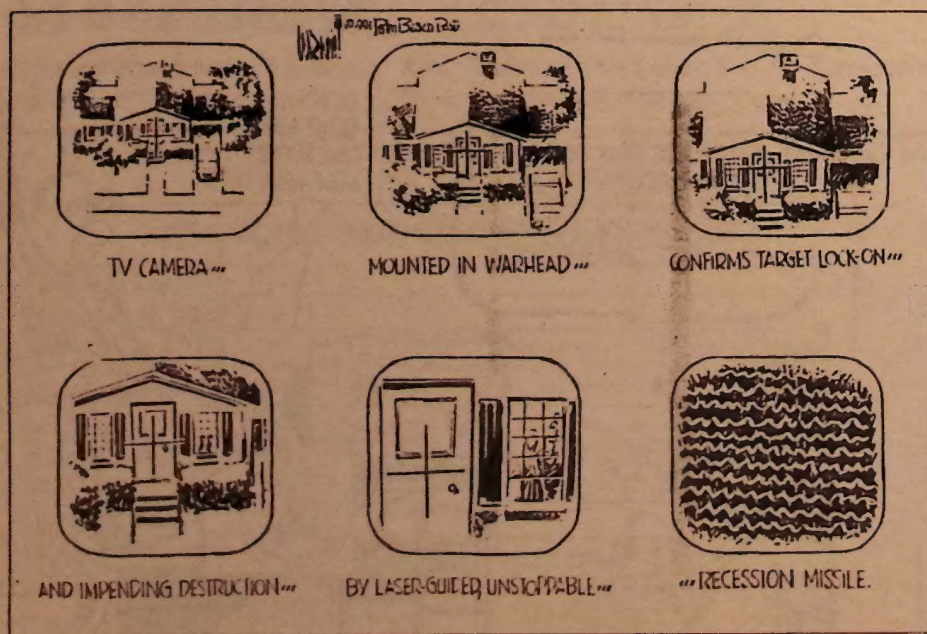 TV CAMERA...
MOUNTED IN WARHEAD...
CONFIRMS TARGET LOCK-ON...
AND IMPENDING DESTRUCTION...
BY LASER-GUIDED, UNSTOPPABLE...
...RECESSION MISSILE.